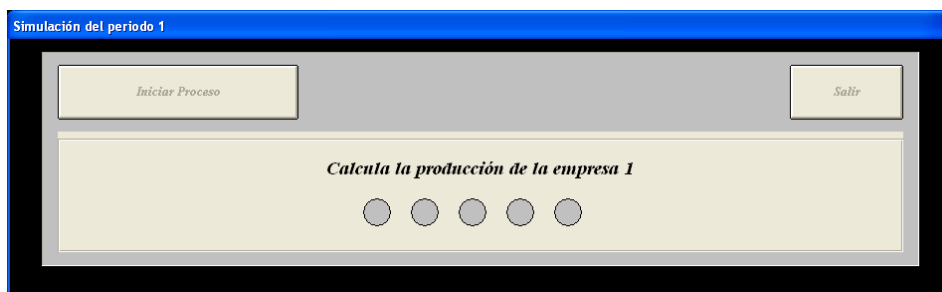 Simulación del periodo 1
Iniciar Proceso
Salir
Calcula la producción de la empresa 1